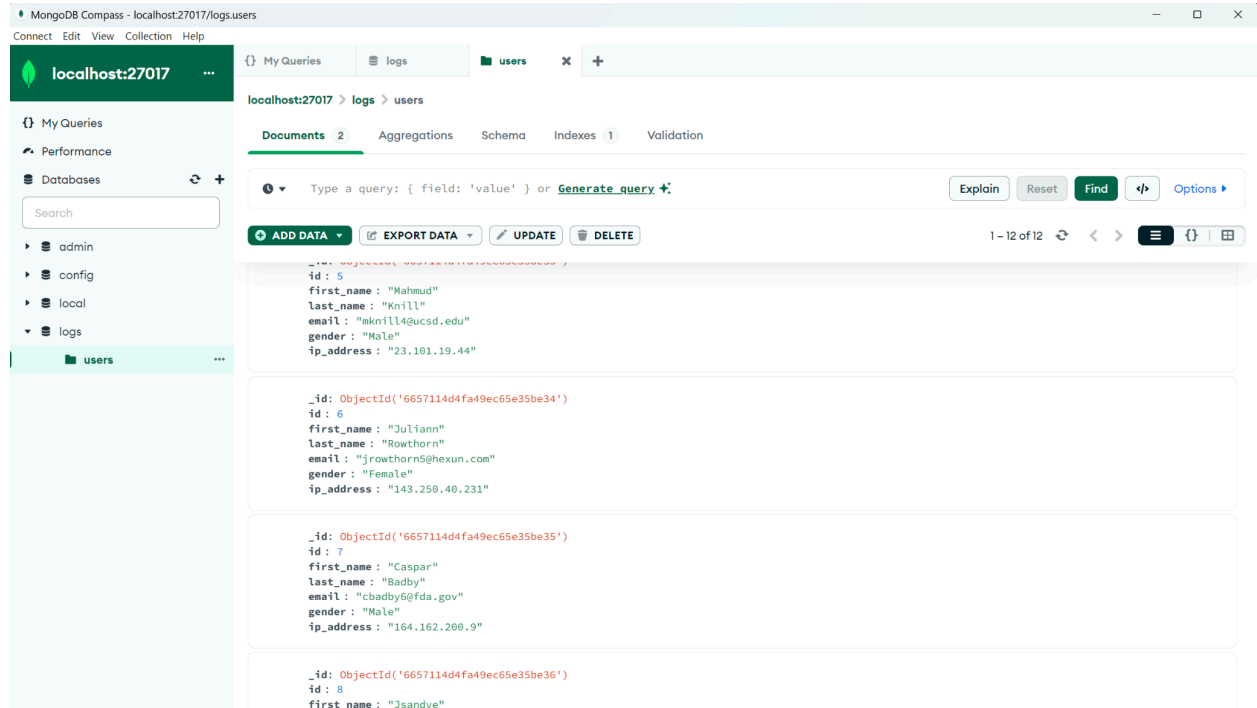 MongoDB Compass - localhost:27017/logs.users
Connect Edit View Collection Help
localhost:27017 ...
{} My Queries
Performance
Databases
Search
admin
config
local
logs
users ...
{} My Queries logs users
localhost:27017 > logs > users
Documents 2 Aggregations Schema Indexes 1 Validation
Type a query: { field: 'value' } or Generate query
Explain Reset Find </> Options
ADD DATA EXPORT DATA UPDATE DELETE
1 – 12 of 12 {}
id : 5
first_name : "Mahmud"
last_name : "Knill"
email : "mknill4@ucsd.edu"
gender : "Male"
ip_address : "23.101.19.44"
_id: ObjectId('6657114d4fa49ec65e35be34')
id : 6
first_name : "Juliann"
last_name : "Rowthorn"
email : "jrowthorn5@hexun.com"
gender : "Female"
ip_address : "143.250.40.231"
_id: ObjectId('6657114d4fa49ec65e35be35')
id : 7
first_name : "Caspar"
last_name : "Badby"
email : "cbadby6@fda.gov"
gender : "Male"
ip_address : "164.162.200.9"
_id: ObjectId('6657114d4fa49ec65e35be36')
id : 8
first_name : "Jsandye"